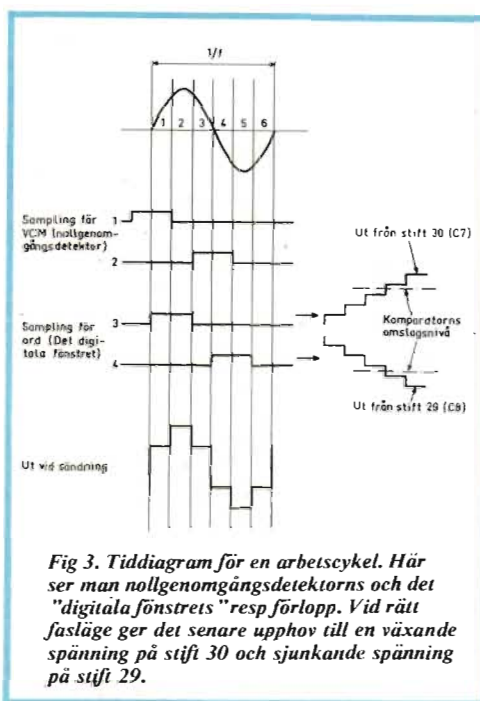 1/f
1 2 3 4 5 6
Sampling för
VCM (nollgenom-
gångsdetektor)
1
2
Ut från stift 30 (C7)
Komparatorns
omslagsnivå
Sampling för
ord (Det digi-
tala fönstret)
3
4
Ut från stift 29 (C8)
Ut vid sändning
Fig 3. Tiddiagram för en arbetscykel. Här
ser man nollgenomgångsdetektorns och det
"digitala fönstrets "resp förlopp. Vid rätt
fasläge ger det senare upphov till en växande
spänning på stift 30 och sjunkande spänning
på stift 29.